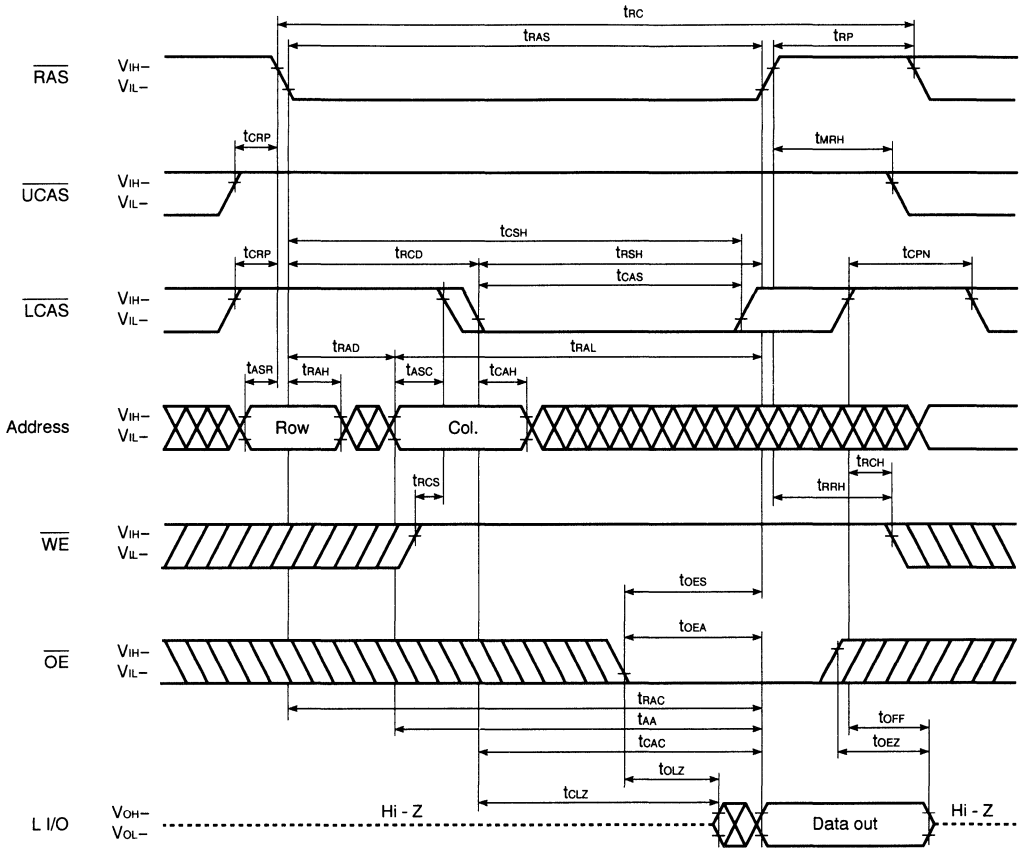 tRC
tRAS
tRP
RAS
VIH–
VIL–
tCRP
tMRH
UCAS
VIH–
VIL–
tCSH
tCRP
tRCD
tRSH
tCPN
tCAS
LCAS
VIH–
VIL–
tRAD
tRAL
tASR
tRAH
tASC
tCAH
Address
VIH–
VIL–
Row
Col.
tRCS
tRCH
tRRH
WE
VIH–
VIL–
tOES
tOEA
OE
VIH–
VIL–
tRAC
tAA
tOFF
tCAC
tOEZ
tOLZ
tCLZ
L I/O
VOH–
VOL–
Hi - Z
Data out
Hi - Z